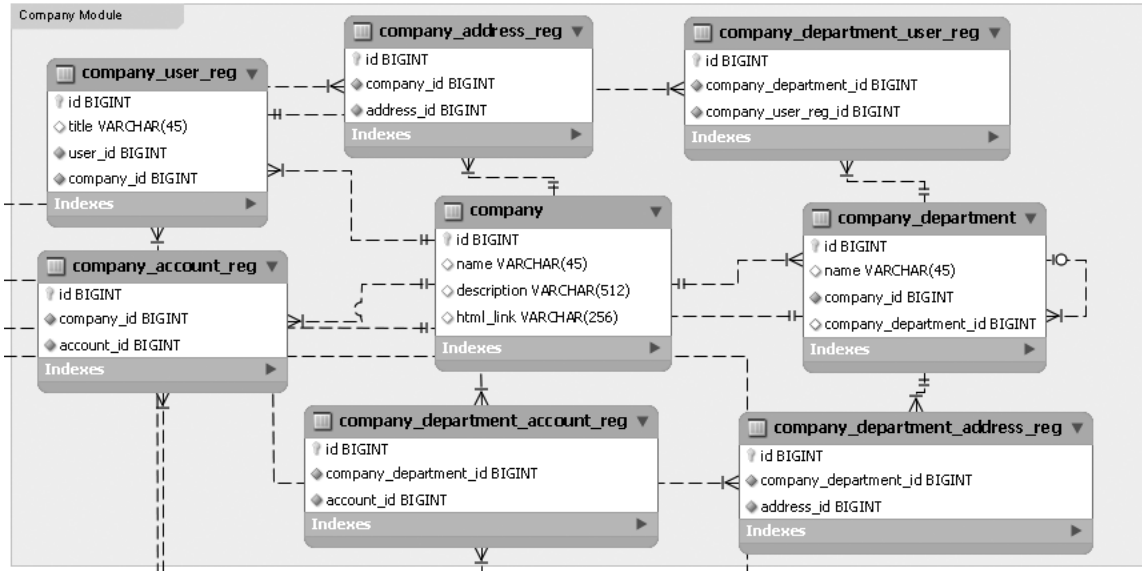 Company Module
company_user_reg
id BIGINT
title VARCHAR(45)
user_id BIGINT
company_id BIGINT
Indexes
company_address_reg
id BIGINT
company_id BIGINT
address_id BIGINT
Indexes
company_department_user_reg
id BIGINT
company_department_id BIGINT
company_user_reg_id BIGINT
Indexes
company_account_reg
id BIGINT
company_id BIGINT
account_id BIGINT
Indexes
company
id BIGINT
name VARCHAR(45)
description VARCHAR(512)
html_link VARCHAR(256)
Indexes
company_department
id BIGINT
name VARCHAR(45)
company_id BIGINT
company_department_id BIGINT
Indexes
company_department_account_reg
id BIGINT
company_department_id BIGINT
account_id BIGINT
Indexes
company_department_address_reg
id BIGINT
company_department_id BIGINT
address_id BIGINT
Indexes